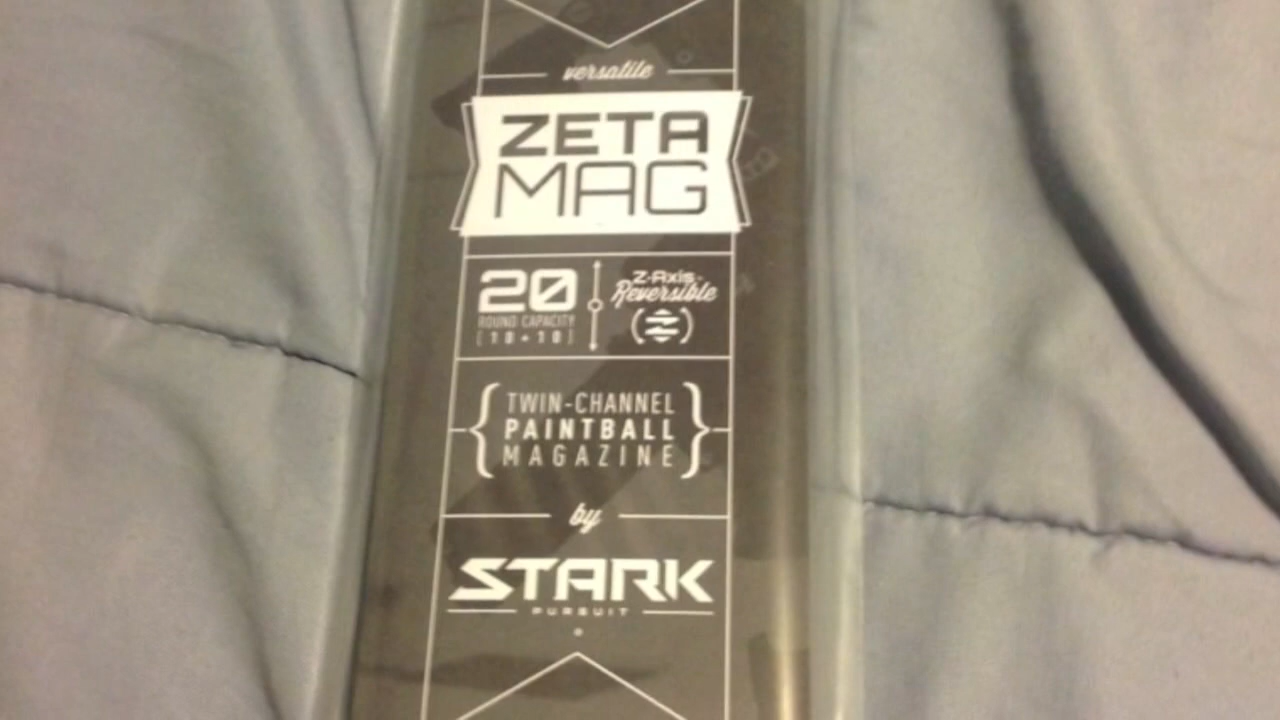 versatile
ZETA
MAG
20
ROUND CAPACITY
[10+10]
Z-Axis-
Reversible
TWIN-CHANNEL
PAINTBALL
MAGAZINE
by
STARK
PURSUIT